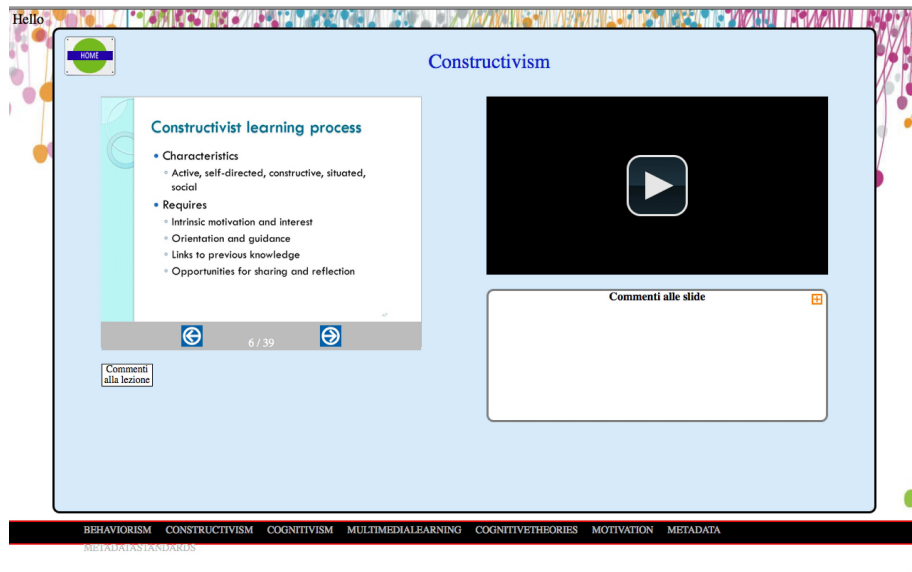 Hello
HOME
Constructivism
Constructivist learning process
• Characteristics
Active, self-directed, constructive, situated,
social
• Requires
Intrinsic motivation and interest
Orientation and guidance
Links to previous knowledge
Opportunities for sharing and reflection
6 / 39
Commenti
alla lezione
Commenti alle slide
BEHAVIORISM CONSTRUCTIVISM COGNITIVISM MULTIMEDIALEARNING COGNITIVETHEORIES MOTIVATION METADATA
METADATASTANDARDS